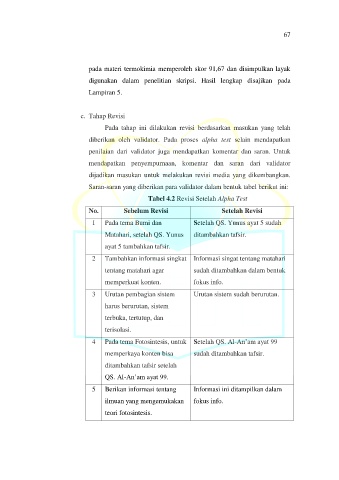 67
pada materi termokimia memperoleh skor 91,67 dan disimpulkan layak
digunakan dalam penelitian skripsi. Hasil lengkap disajikan pada
Lampiran 5.
c. Tahap Revisi
Pada tahap ini dilakukan revisi berdasarkan masukan yang telah
diberikan oleh validator. Pada proses alpha test selain mendapatkan
penilaian dari validator juga mendapatkan komentar dan saran. Untuk
mendapatkan penyempurnaan, komentar dan saran dari validator
dijadikan masukan untuk melakukan revisi media yang dikembangkan.
Saran-saran yang diberikan para validator dalam bentuk tabel berikut ini:
Tabel 4.2 Revisi Setelah Alpha Test
No. Sebelum Revisi Setelah Revisi
1 Pada tema Bumi dan Setelah QS. Yunus ayat 5 sudah
Matahari, setelah QS. Yunus ditambahkan tafsir.
ayat 5 tambahkan tafsir.
2 Tambahkan informasi singkat Informasi singat tentang matahari
tentang matahari agar sudah ditambahkan dalam bentuk
memperkuat konten. fokus info.
3 Urutan pembagian sistem Urutan sistem sudah berurutan.
harus berurutan, sistem
terbuka, tertutup, dan
terisolasi.
4 Pada tema Fotosintesis, untuk Setelah QS. Al-An'am ayat 99
memperkaya konten bisa sudah ditambahkan tafsir.
ditambahkan tafsir setelah
QS. Al-An'am ayat 99.
5 Berikan informasi tentang Informasi ini ditampilkan dalam
ilmuan yang mengemukakan fokus info.
teori fotosintesis.